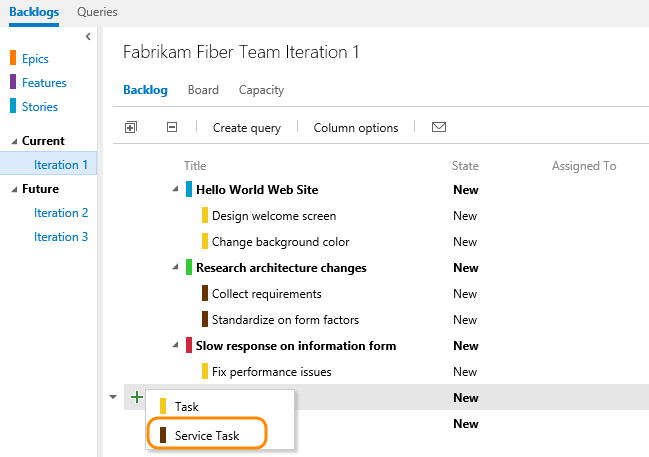 Backlogs Queries
Epics
Features
Stories
Current
Iteration 1
Future
Iteration 2
Iteration 3
Fabrikam Fiber Team Iteration 1
Backlog Board Capacity
Create query Column options
Title State Assigned To
Hello World Web Site New
Design welcome screen New
Change background color New
Research architecture changes New
Collect requirements New
Standardize on form factors New
Slow response on information form New
Fix performance issues New
New
Task
New
Service Task